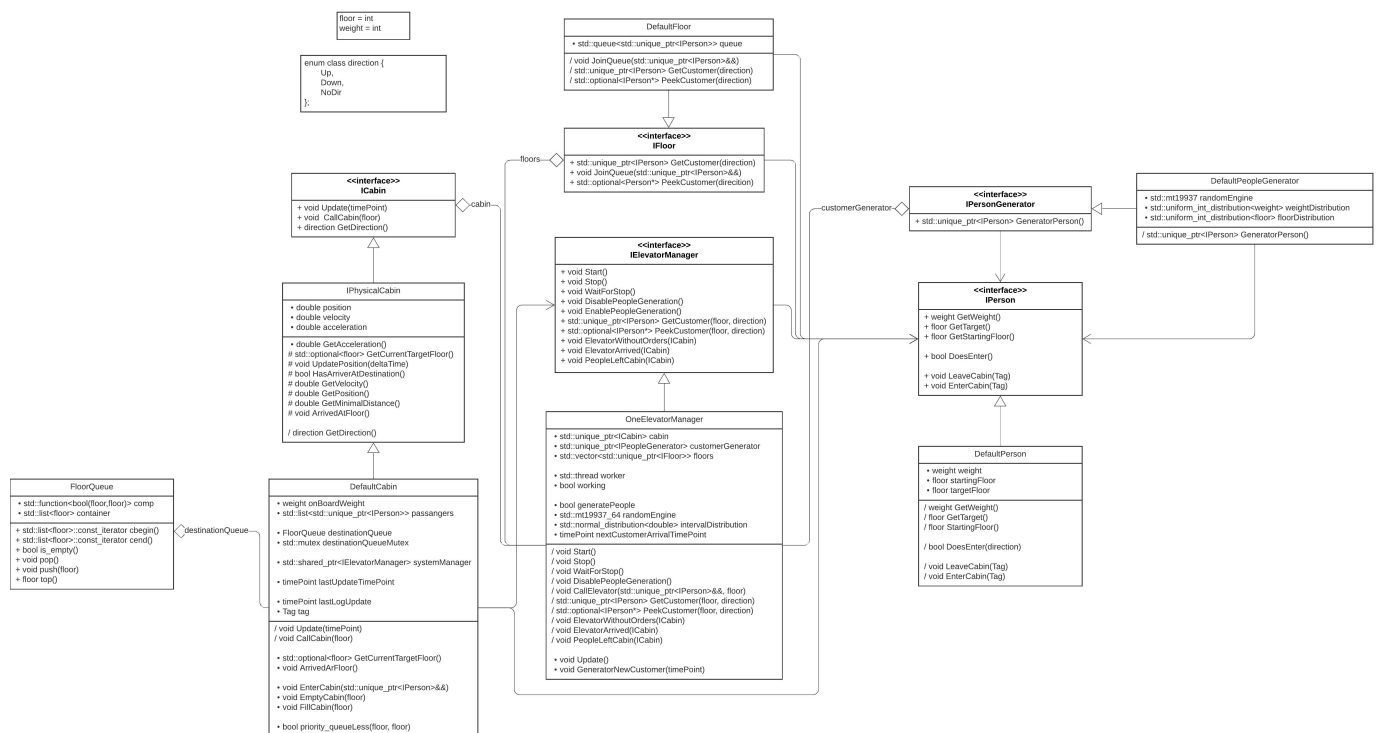 floor = int
weight = int
enum class direction {
Up,
Down,
NoDir
};
DefaultFloor
• std::queue<std::unique_ptr<IPerson>> queue
/ void JoinQueue(std::unique_ptr<IPerson>&&)
/ std::unique_ptr<IPerson> GetCustomer(direction)
/ std::optional<IPerson*> PeekCustomer(direction)
<<interface>>
IFloor
+ std::unique_ptr<IPerson> GetCustomer(direction)
+ void JoinQueue(std::unique_ptr<IPerson>&&)
+ std::optional<Person*> PeekCustomer(direction)
floors
<<interface>>
ICabin
+ void Update(timePoint)
+ void  CallCabin(floor)
+ direction GetDirection()
cabin
customerGenerator
<<interface>>
IPersonGenerator
+ std::unique_ptr<IPerson> GeneratorPerson()
DefaultPeopleGenerator
• std::mt19937 randomEngine
• std::uniform_int_distribution<weight> weightDistribution
• std::uniform_int_distribution<floor> floorDistribution
/ std::unique_ptr<IPerson> GeneratorPerson()
<<interface>>
IElevatorManager
+ void Start()
+ void Stop()
+ void WaitForStop()
+ void DisablePeopleGeneration()
+ void EnablePeopleGeneration()
+ std::unique_ptr<IPerson> GetCustomer(floor, direction)
+ std::optional<IPerson*> PeekCustomer(floor, direction)
+ void ElevatorWithoutOrders(ICabin)
+ void ElevatorArrived(ICabin)
+ void PeopleLeftCabin(ICabin)
IPhysicalCabin
• double position
• double velocity
• double acceleration
• double GetAcceleration()
# std::optional<floor> GetCurrentTargetFloor()
# void UpdatePosition(deltaTime)
# bool HasArriverAtDestination()
# double GetVelocity()
# double GetPosition()
# double GetMinimalDistance()
# void ArrivedAtFloor()
/ direction GetDirection()
<<interface>>
IPerson
+ weight GetWeight()
+ floor GetTarget()
+ floor GetStartingFloor()
+ bool DoesEnter()
+ void LeaveCabin(Tag)
+ void EnterCabin(Tag)
OneElevatorManager
• std::unique_ptr<ICabin> cabin
• std::unique_ptr<IPeopleGenerator> customerGenerator
• std::vector<std::unique_ptr<IFloor>> floors
• std::thread worker
• bool working
• bool generatePeople
• std::mt19937_64 randomEngine
• std::normal_distribution<double> intervalDistribution
• timePoint nextCustomerArrivalTimePoint
/ void Start()
/ void Stop()
/ void WaitForStop()
/ void DisablePeopleGeneration()
/ void CallElevator(std::unique_ptr<IPerson>&&, floor)
/ std::unique_ptr<IPerson> GetCustomer(floor, direction)
/ std::optional<IPerson*> PeekCustomer(floor, direction)
/ void ElevatorWithoutOrders(ICabin)
/ void ElevatorArrived(ICabin)
/ void PeopleLeftCabin(ICabin)
• void Update()
• void GeneratorNewCustomer(timePoint)
DefaultPerson
• weight weight
• floor startingFloor
• floor targetFloor
/ weight GetWeight()
/ floor GetTarget()
/ floor StartingFloor()
/ bool DoesEnter(direction)
/ void LeaveCabin(Tag)
/ void EnterCabin(Tag)
FloorQueue
• std::function<bool(floor,floor)> comp
• std::list<floor> container
+ std::list<floor>::const_iterator cbegin()
+ std::list<floor>::const_iterator cend()
+ bool is_empty()
+ void pop()
+ void push(floor)
+ floor top()
destinationQueue
DefaultCabin
• weight onBoardWeight
• std::list<std::unique_ptr<IPerson>> passangers
• FloorQueue destinationQueue
• std::mutex destinationQueueMutex
• std::shared_ptr<IElevatorManager> systemManager
• timePoint lastUpdateTimePoint
• timePoint lastLogUpdate
• Tag tag
/ void Update(timePoint)
/ void CallCabin(floor)
• std::optional<floor> GetCurrentTargetFloor()
• void ArrivedArFloor()
• void EnterCabin(std::unique_ptr<IPerson>&&)
• void EmptyCabin(floor)
• void FillCabin(floor)
• bool priority_queueLess(floor, floor)